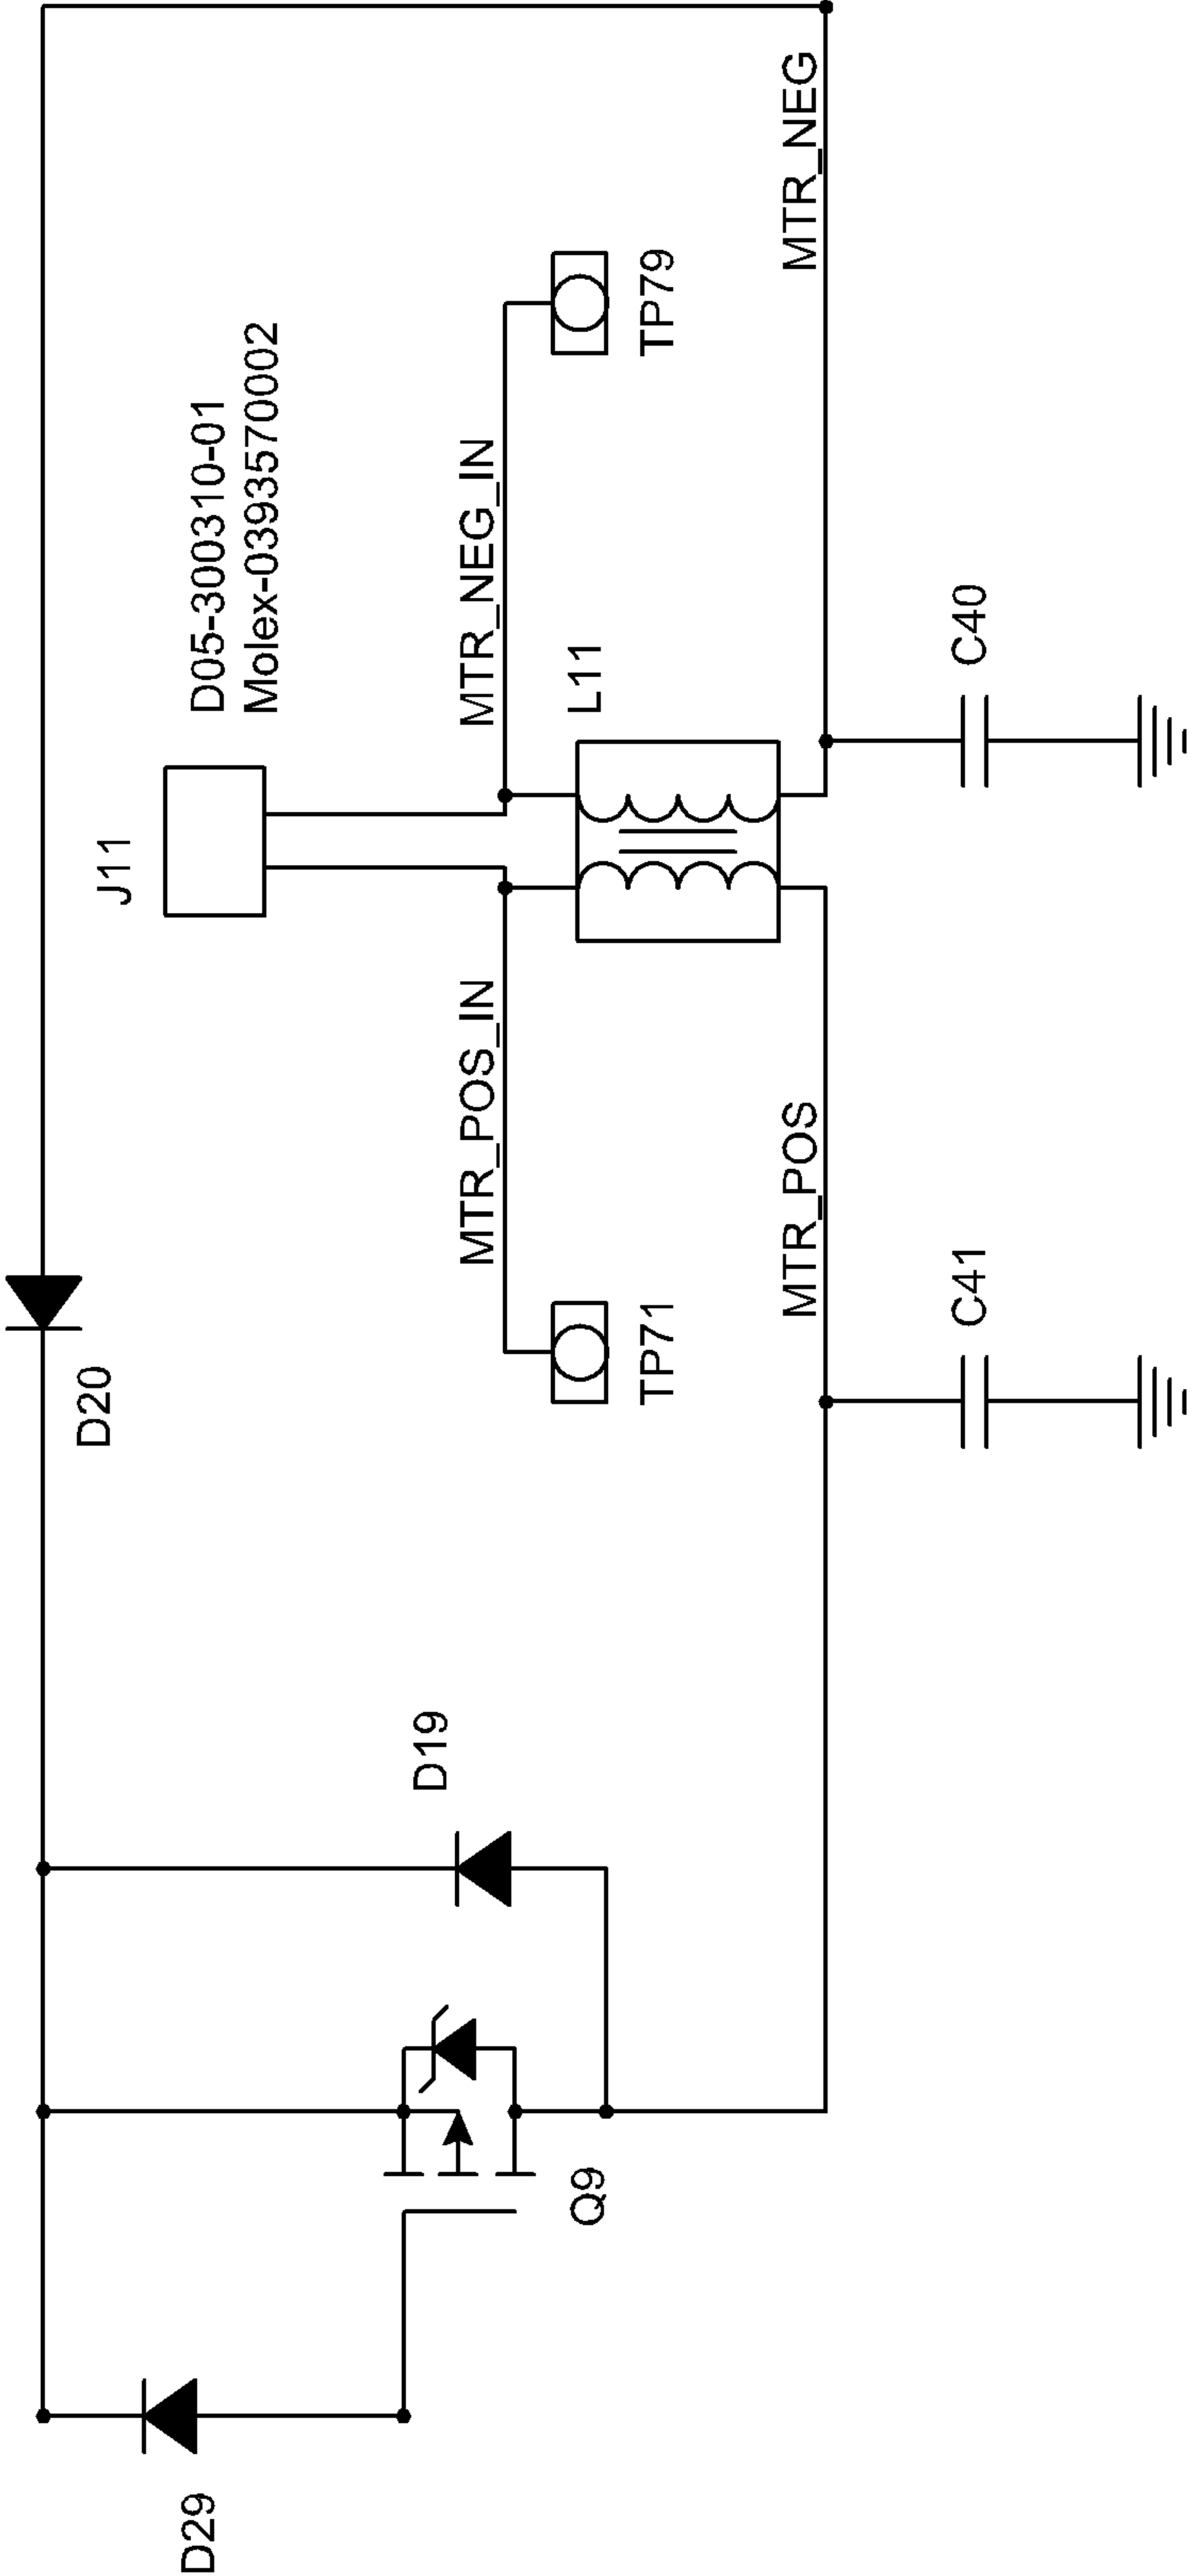 D29
Q9
D19
D20
J11
D05-300310-01
Molex-0393570002
MTR_POS_IN
MTR_NEG_IN
TP71
L11
TP79
MTR_POS
MTR_NEG
C41
C40